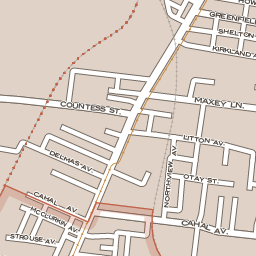 HO
GREENFIELD
SHELTON
KIRKLAND A
MAXEY LN.
COUNTESS ST.
LITTON AV.
DELMAS AV.
NORTHVIEW AV.
OTAY ST.
CAHAL AV.
MCCLURKIN AV.
CAHAL AV.
STROUSE AV.